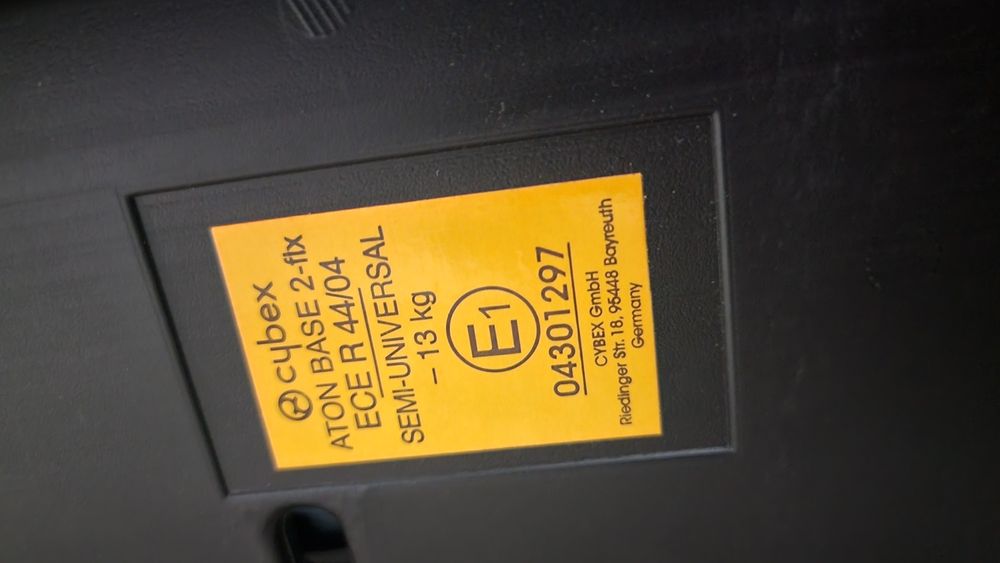 cybex
ATON BASE 2-fix
ECE R 44/04
SEMI-UNIVERSAL
– 13 kg
E1
04301297
CYBEX GmbH
Riedinger Str. 18, 95448 Bayreuth
Germany